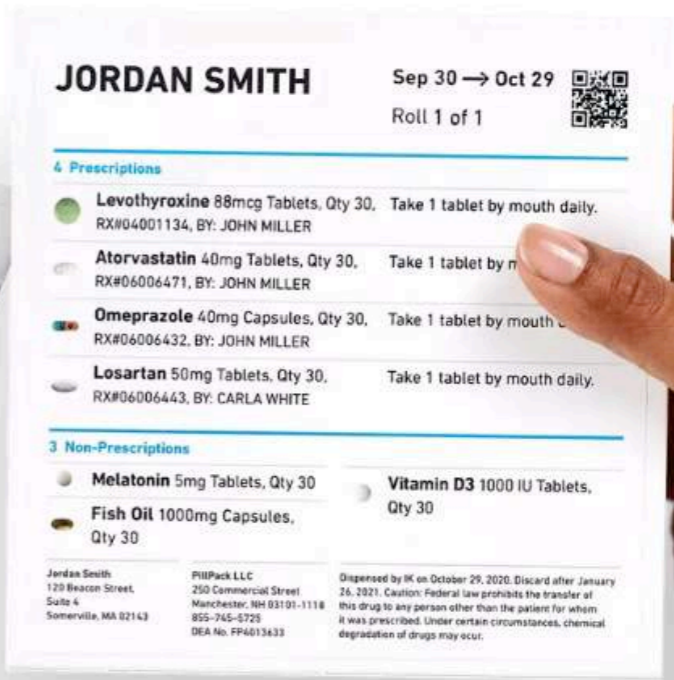 JORDAN SMITH
Sep 30 → Oct 29
Roll 1 of 1
4 Prescriptions
Levothyroxine 88mcg Tablets, Qty 30,
RX#04001134, BY: JOHN MILLER
Take 1 tablet by mouth daily.
Atorvastatin 40mg Tablets, Qty 30,
RX#06006471, BY: JOHN MILLER
Take 1 tablet by
Omeprazole 40mg Capsules, Qty 30,
RX#06006432, BY: JOHN MILLER
Take 1 tablet by mouth
Losartan 50mg Tablets, Qty 30,
RX#06006443, BY: CARLA WHITE
Take 1 tablet by mouth daily.
3 Non-Prescriptions
Melatonin 5mg Tablets, Qty 30
Fish Oil 1000mg Capsules,
Qty 30
Vitamin D3 1000 IU Tablets,
Qty 30
Jordan Smith
120 Beacon Street,
Suite 4
Somerville, MA 02143
PillPack LLC
250 Commercial Street
Manchester, NH 03101-1118
855-745-5725
DEA No. FP4013633
Dispensed by IK on October 29, 2020. Discard after January
26, 2021. Caution: Federal law prohibits the transfer of
this drug to any person other than the patient for whom
it was prescribed. Under certain circumstances, chemical
degradation of drugs may ocur.